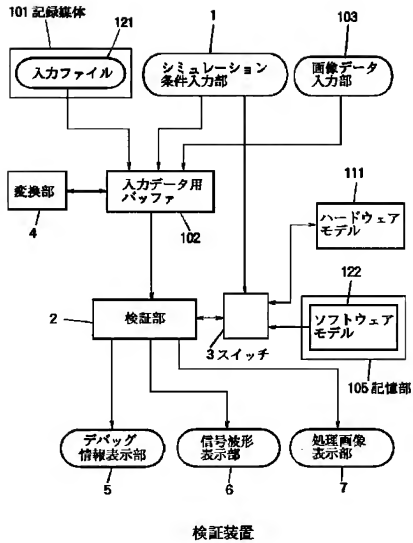 101 記録媒体
121
入力ファイル
1
シミュレーション
条件入力部
103
画像データ
入力部
変換部
4
入力データ用
バッファ
102
111
ハードウェア
モデル
2
検証部
3 スイッチ
122
ソフトウェア
モデル
105 記憶部
デバッグ
情報表示部
5
信号波形
表示部
6
処理画像
表示部
7
検証装置